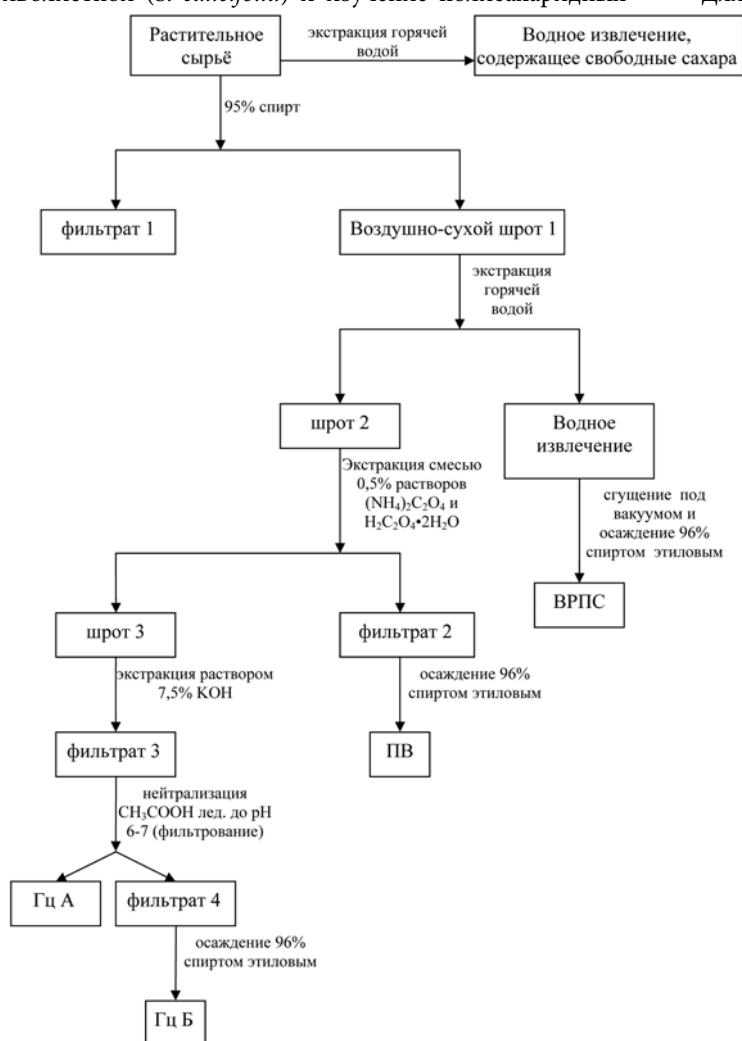 и изучение полисахаридных
Для
Растительное
сырьё
экстракция горячей
водой
Водное извлечение,
содержащее свободные сахара
95% спирт
фильтрат 1
Воздушно-сухой шрот 1
экстракция
горячей
водой
шрот 2
Водное
извлечение
Экстракция смесью
0,5% растворов
(NH₄)₂C₂O₄ и
H₂C₂O₄•2H₂O
сгущение под
вакуумом и
осаждение 96%
спиртом этиловым
ВРПС
шрот 3
фильтрат 2
экстракция раствором
7,5% KOH
осаждение 96%
спиртом этиловым
фильтрат 3
ПВ
нейтрализация
CH₃COOH лед. до pH
6-7 (фильтрование)
Гц А
фильтрат 4
осаждение 96%
спиртом этиловым
Гц Б